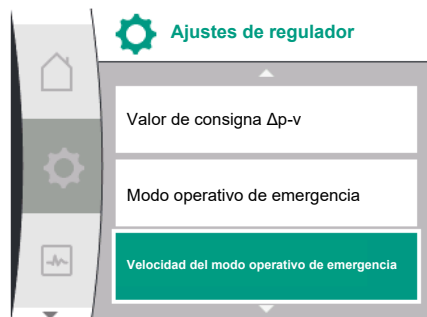 Ajustes de regulador
Valor de consigna Δp-v
Modo operativo de emergencia
Velocidad del modo operativo de emergencia